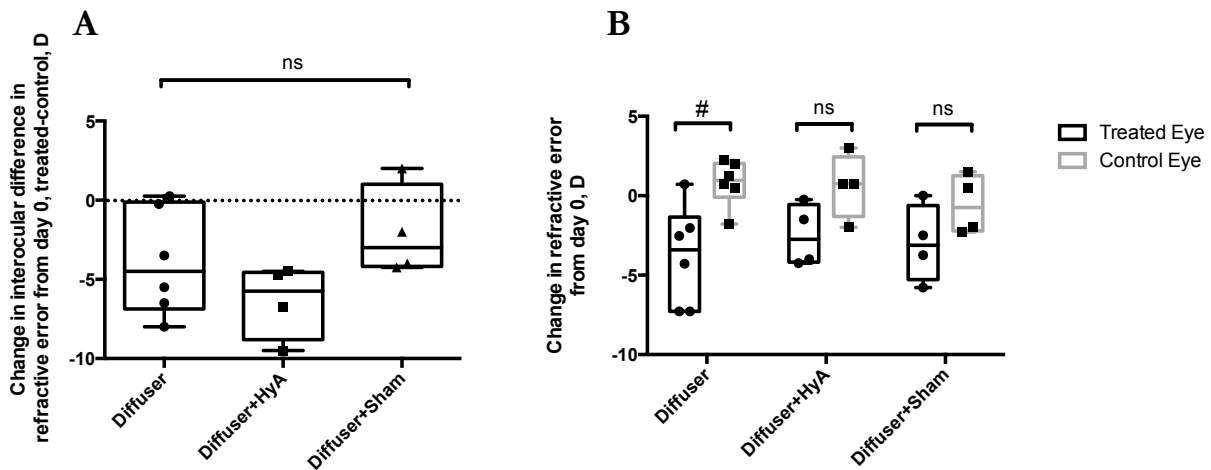 A
Change in interocular difference in
refractive error from day 0, treated-control, D
ns
5
0
-5
-10
Diffuser
Diffuser+HyA
Diffuser+Sham
B
Change in refractive error
from day 0, D
#
ns
ns
5
0
-5
-10
Diffuser
Diffuser+HyA
Diffuser+Sham
Treated Eye
Control Eye